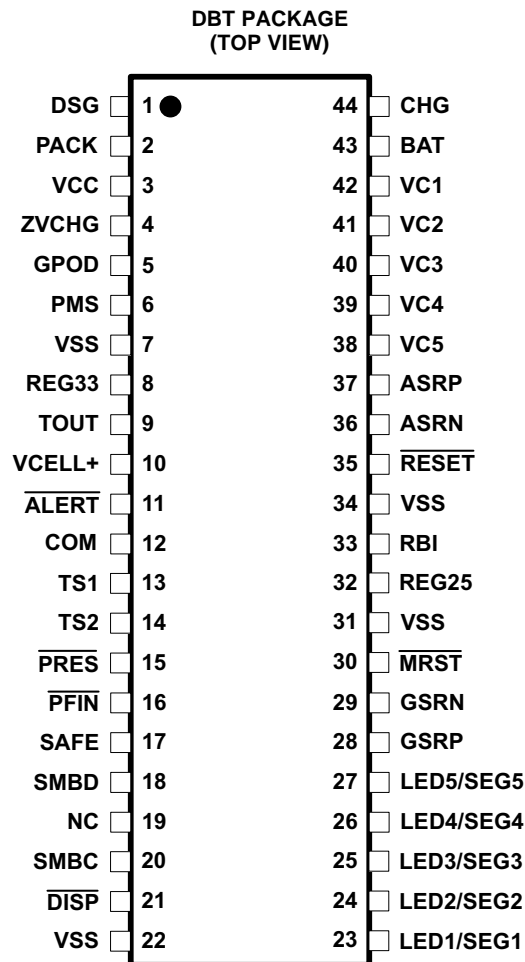 DBT PACKAGE
(TOP VIEW)
DSG 1 44 CHG
PACK 2 43 BAT
VCC 3 42 VC1
ZVCHG 4 41 VC2
GPOD 5 40 VC3
PMS 6 39 VC4
VSS 7 38 VC5
REG33 8 37 ASRP
TOUT 9 36 ASRN
VCELL+ 10 35 RESET
ALERT 11 34 VSS
COM 12 33 RBI
TS1 13 32 REG25
TS2 14 31 VSS
PRES 15 30 MRST
PFIN 16 29 GSRN
SAFE 17 28 GSRP
SMBD 18 27 LED5/SEG5
NC 19 26 LED4/SEG4
SMBC 20 25 LED3/SEG3
DISP 21 24 LED2/SEG2
VSS 22 23 LED1/SEG1